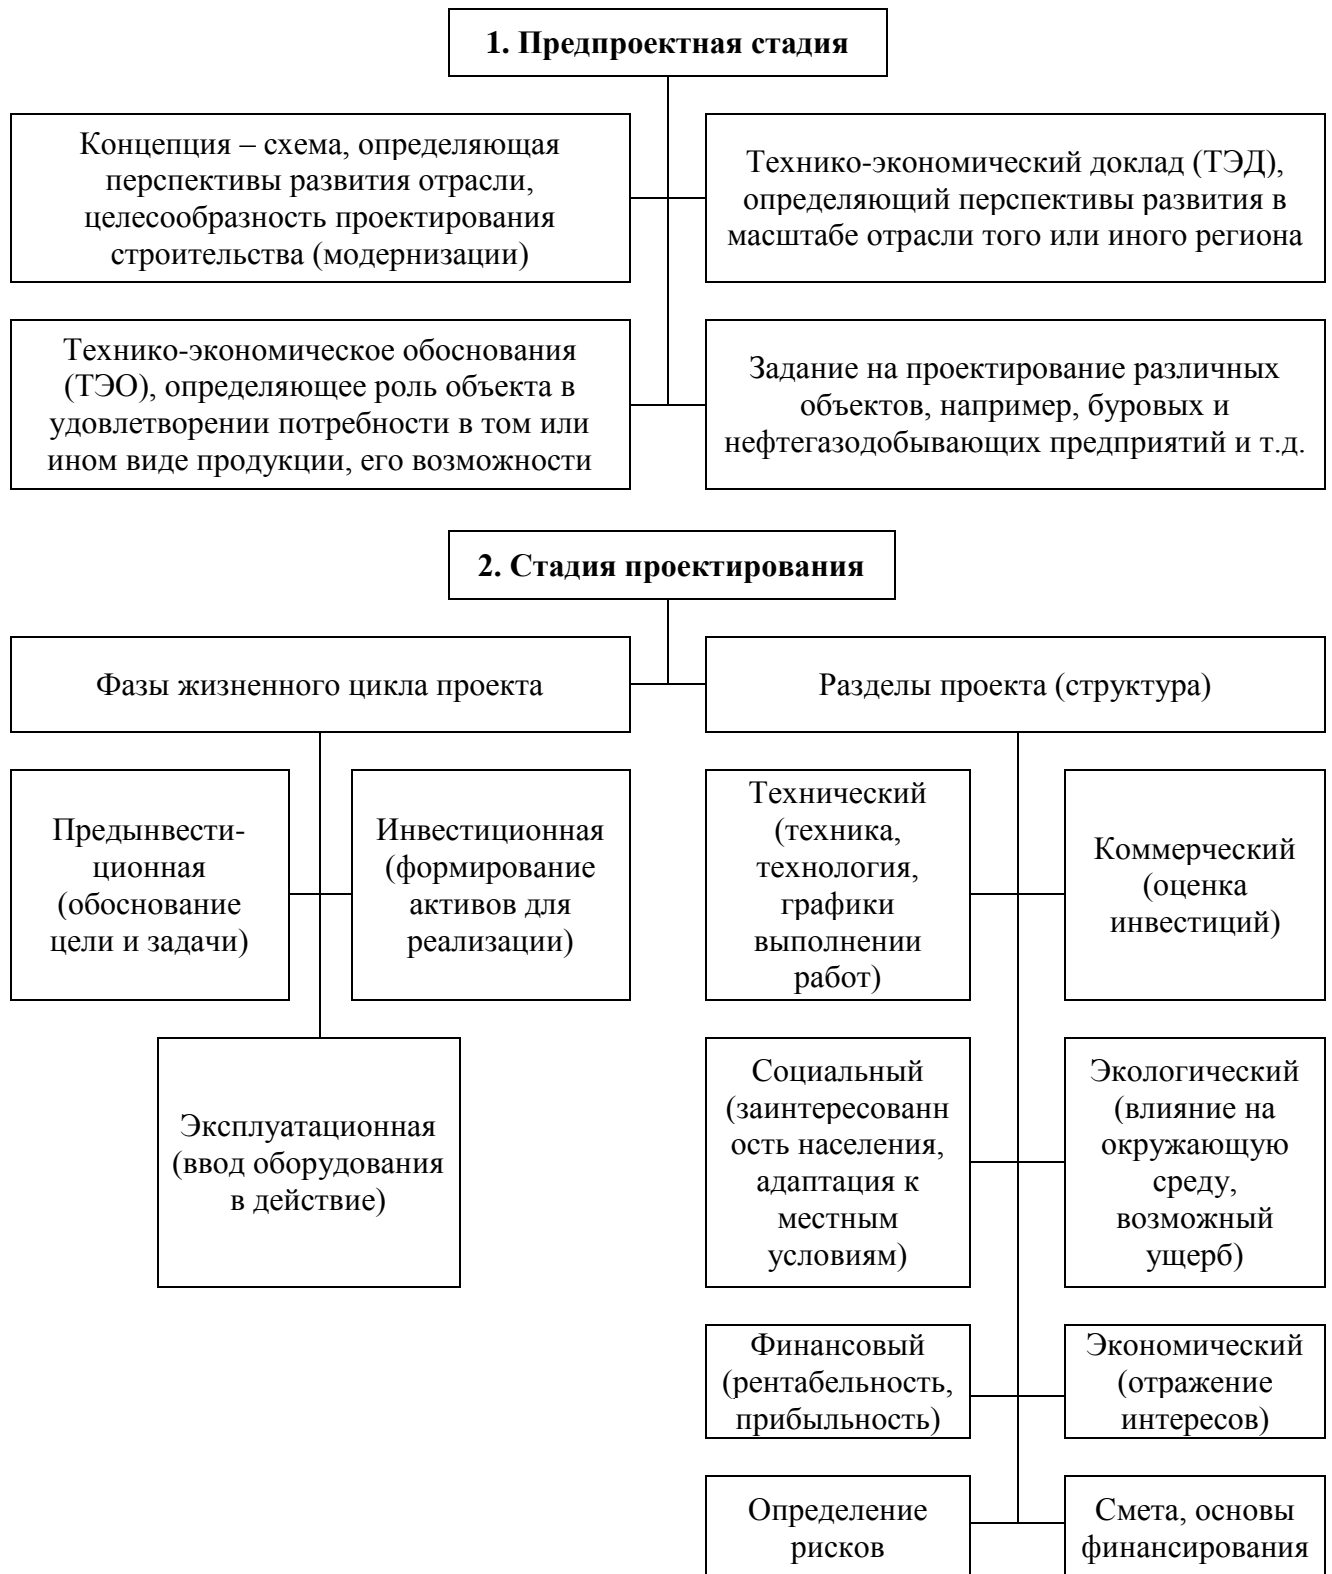 1. Предпроектная стадия
Концепция – схема, определяющая
перспективы развития отрасли,
целесообразность проектирования
строительства (модернизации)
Технико-экономический доклад (ТЭД),
определяющий перспективы развития в
масштабе отрасли того или иного региона
Технико-экономическое обоснования
(ТЭО), определяющее роль объекта в
удовлетворении потребности в том или
ином виде продукции, его возможности
Задание на проектирование различных
объектов, например, буровых и
нефтегазодобывающих предприятий и т.д.
2. Стадия проектирования
Фазы жизненного цикла проекта
Разделы проекта (структура)
Предынвести-
ционная
(обоснование
цели и задачи)
Инвестиционная
(формирование
активов для
реализации)
Эксплуатационная
(ввод оборудования
в действие)
Технический
(техника,
технология,
графики
выполнении
работ)
Коммерческий
(оценка
инвестиций)
Социальный
(заинтересованн
ость населения,
адаптация к
местным
условиям)
Экологический
(влияние на
окружающую
среду,
возможный
ущерб)
Финансовый
(рентабельность,
прибыльность)
Экономический
(отражение
интересов)
Определение
рисков
Смета, основы
финансирования